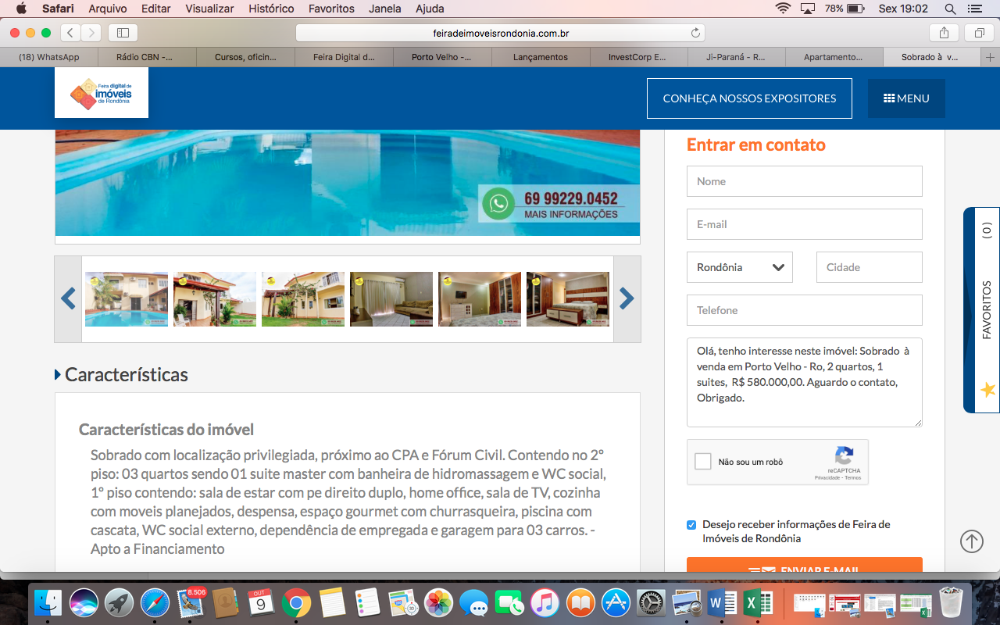 Safari Arquivo Editar Visualizar Histórico Favoritos Janela Ajuda 78% Sex 19:02
feiradeimoveisrondonia.com.br
(18) WhatsApp Rádio CBN -... Cursos, oficin... Feira Digital d... Porto Velho -... Lançamentos InvestCorp E... Ji-Paraná - R... Apartamento... Sobrado à v...
Feira digital de
imóveis
de Rondônia
CONHEÇA NOSSOS EXPOSITORES
MENU
69 99229.0452
MAIS INFORMAÇÕES
Características
Características do imóvel
Sobrado com localização privilegiada, próximo ao CPA e Fórum Civil. Contendo no 2º
piso: 03 quartos sendo 01 suite master com banheira de hidromassagem e WC social,
1º piso contendo: sala de estar com pe direito duplo, home office, sala de TV, cozinha
com moveis planejados, despensa, espaço gourmet com churrasqueira, piscina com
cascata, WC social externo, dependência de empregada e garagem para 03 carros. -
Apto a Financiamento
Entrar em contato
Nome
E-mail
Rondônia
Cidade
Telefone
Olá, tenho interesse neste imóvel: Sobrado à
venda em Porto Velho - Ro, 2 quartos, 1
suites, R$ 580.000,00. Aguardo o contato,
Obrigado.
Não sou um robô
reCAPTCHA
Privacidade - Termos
Desejo receber informações de Feira de
Imóveis de Rondônia
ENVIAR E-MAIL
FAVORITOS (0)
8.506
OUT
9